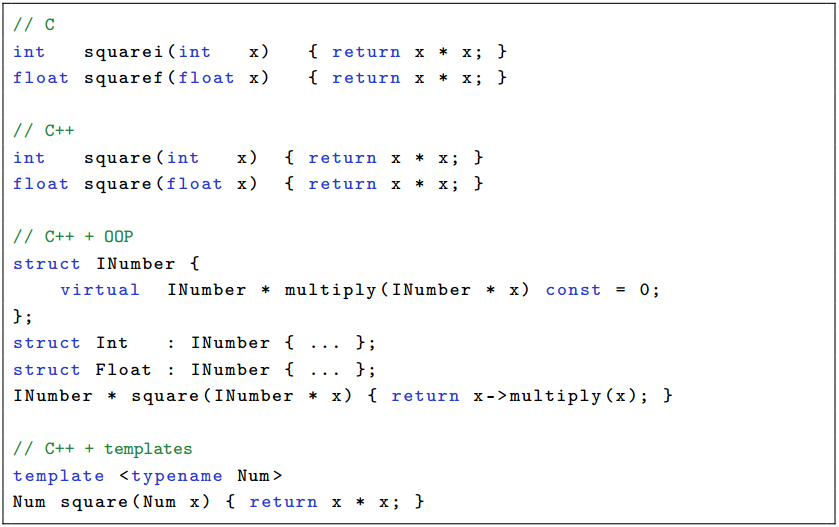 // C
int   squarei(int   x)   { return x * x; }
float squaref(float x)   { return x * x; }

// C++
int   square(int   x)  { return x * x; }
float square(float x)  { return x * x; }

// C++ + OOP
struct INumber {
    virtual  INumber * multiply(INumber * x) const = 0;
};
struct Int   : INumber { ... };
struct Float : INumber { ... };
INumber * square(INumber * x) { return x->multiply(x); }

// C++ + templates
template <typename Num>
Num square(Num x) { return x * x; }